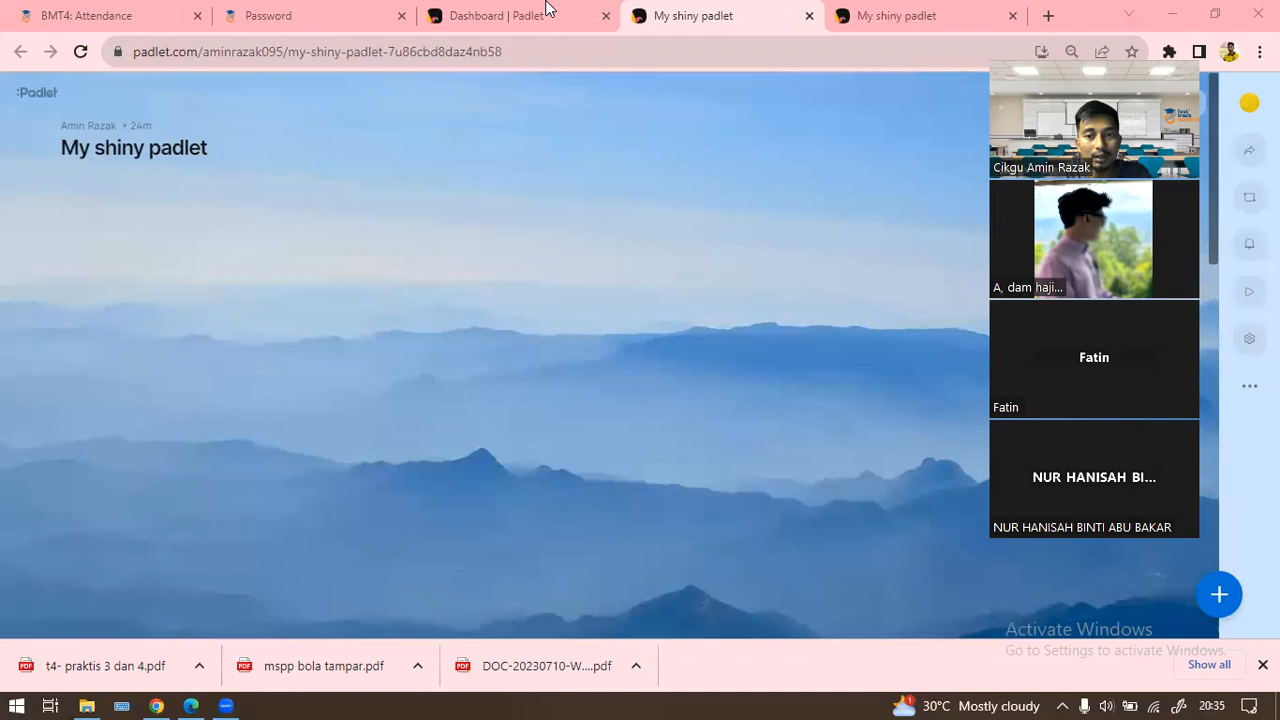 BMT4: Attendance
Password
Dashboard | Padlet
My shiny padlet
My shiny padlet
padlet.com/aminrazak095/my-shiny-padlet-7u86cbd8daz4nb58
:Padlet
Amin Razak • 24m
My shiny padlet
Cikgu Amin Razak
A, dam haji...
Fatin
Fatin
NUR HANISAH BI...
NUR HANISAH BINTI ABU BAKAR
Activate Windows
Go to Settings to activate Windows.
t4- praktis 3 dan 4.pdf
mspp bola tampar.pdf
DOC-20230710-W....pdf
Show all
30°C Mostly cloudy
20:35